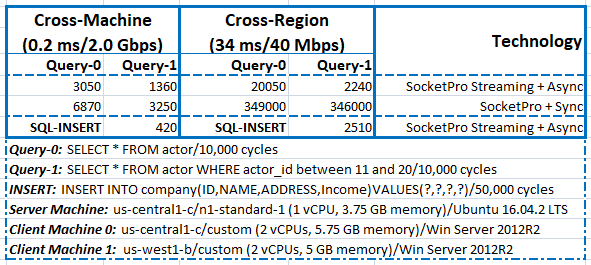 Cross-Machine Cross-Region Technology
(0.2 ms/2.0 Gbps) (34 ms/40 Mbps)
Query-0 Query-1 Query-0 Query-1
3050 1360 20050 2240 SocketPro Streaming + Async
6870 3250 349000 346000 SocketPro + Sync
SQL-INSERT 420 SQL-INSERT 2510 SocketPro Streaming + Async
Query-0: SELECT * FROM actor/10,000 cycles
Query-1: SELECT * FROM actor WHERE actor_id between 11 and 20/10,000 cycles
INSERT: INSERT INTO company(ID,NAME,ADDRESS,Income)VALUES(?,?,?,?)/50,000 cycles
Server Machine: us-central1-c/n1-standard-1 (1 vCPU, 3.75 GB memory)/Ubuntu 16.04.2 LTS
Client Machine 0: us-central1-c/custom (2 vCPUs, 5.75 GB memory)/Win Server 2012R2
Client Machine 1: us-west1-b/custom (2 vCPUs, 5 GB memory)/Win Server 2012R2